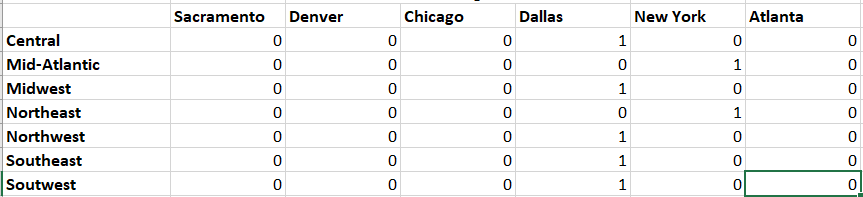 Sacramento Denver Chicago Dallas New York Atlanta
Central 0 0 0 1 0 0
Mid-Atlantic 0 0 0 0 1 0
Midwest 0 0 0 1 0 0
Northeast 0 0 0 0 1 0
Northwest 0 0 0 1 0 0
Southeast 0 0 0 1 0 0
Soutwest 0 0 0 1 0 0